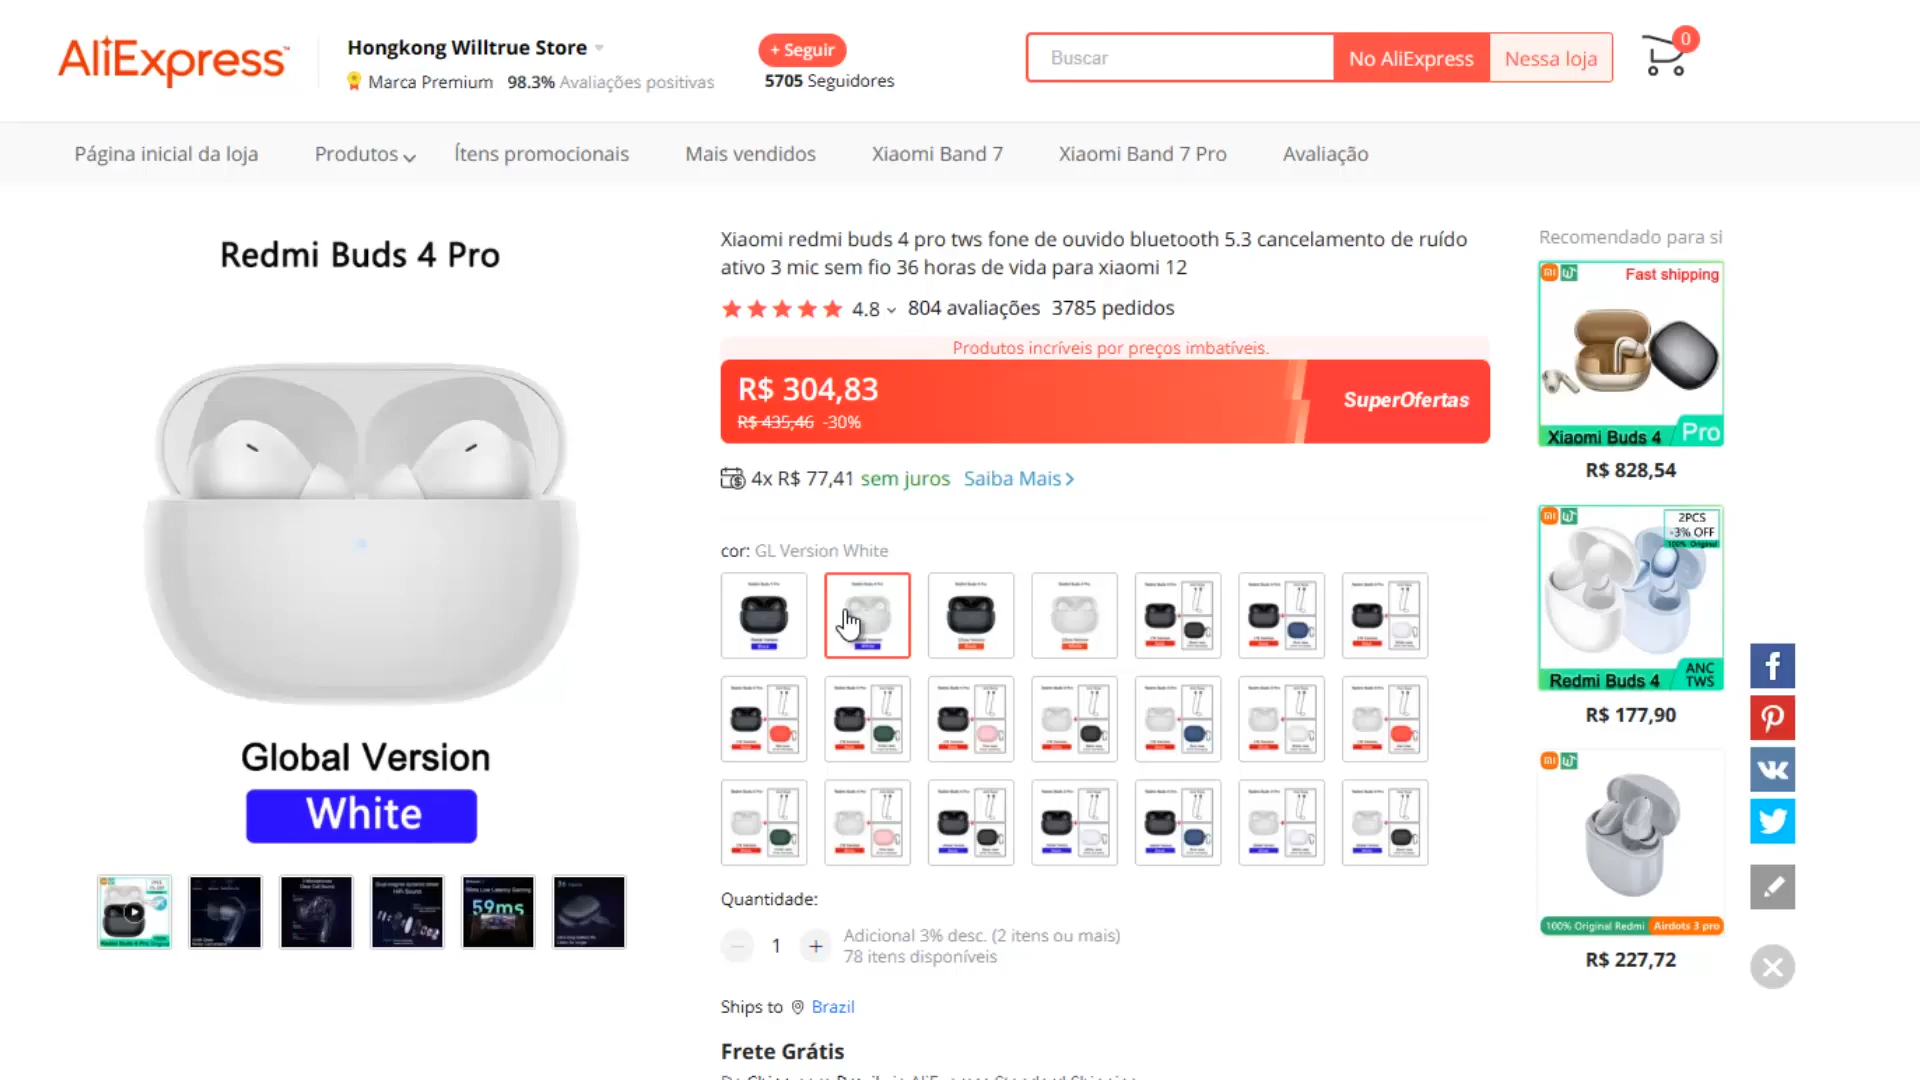 AliExpress
Hongkong Willtrue Store
Marca Premium 98.3% Avaliações positivas
+ Seguir
5705 Seguidores
Buscar
No AliExpress
Nessa loja
0
Página inicial da loja
Produtos
Ítens promocionais
Mais vendidos
Xiaomi Band 7
Xiaomi Band 7 Pro
Avaliação
Redmi Buds 4 Pro
Global Version
White
59ms
Xiaomi redmi buds 4 pro tws fone de ouvido bluetooth 5.3 cancelamento de ruído
ativo 3 mic sem fio 36 horas de vida para xiaomi 12
4.8 804 avaliações 3785 pedidos
Produtos incríveis por preços imbatíveis.
R$ 304,83
R$ 435,46 -30%
SuperOfertas
4x R$ 77,41 sem juros Saiba Mais
cor: GL Version White
Quantidade:
1
Adicional 3% desc. (2 itens ou mais)
78 itens disponíveis
Ships to Brazil
Frete Grátis
Recomendado para si
Fast shipping
Xiaomi Buds 4 Pro
R$ 828,54
2PCS
-3% OFF
100% Original
Redmi Buds 4
ANC
TWS
R$ 177,90
100% Original Redmi Airdots 3 pro
R$ 227,72